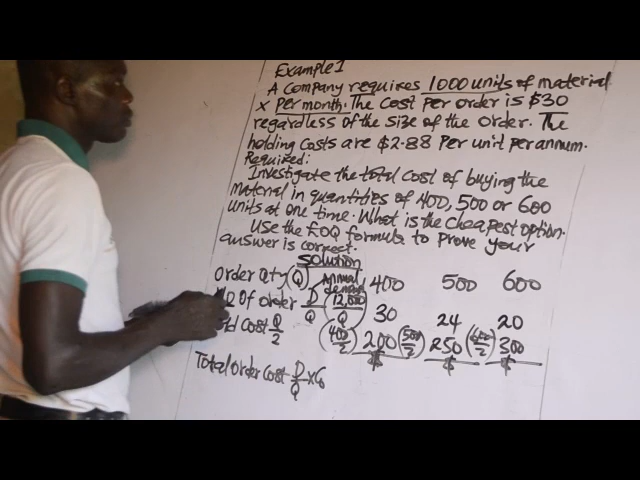 Example 1
A Company requires 1000 units of material
x per month. The cost per order is $30
regardless of the size of the order. The
holding costs are $2.88 per unit per annum.
Required:
Investigate the total cost of buying the
material in quantities of 400, 500 or 600
units at one time. What is the cheapest option.
Use the EOQ formula to prove your
answer is correct.
Solution
Order Qty (Q) Annual demand 400 500 600
of order D/Q (12,000/Q) 30 24 20
Cost Q/2 (400/2) 200 (500/2) 250 (600/2) 300
$ $ $
Total order cost D/Q x Co